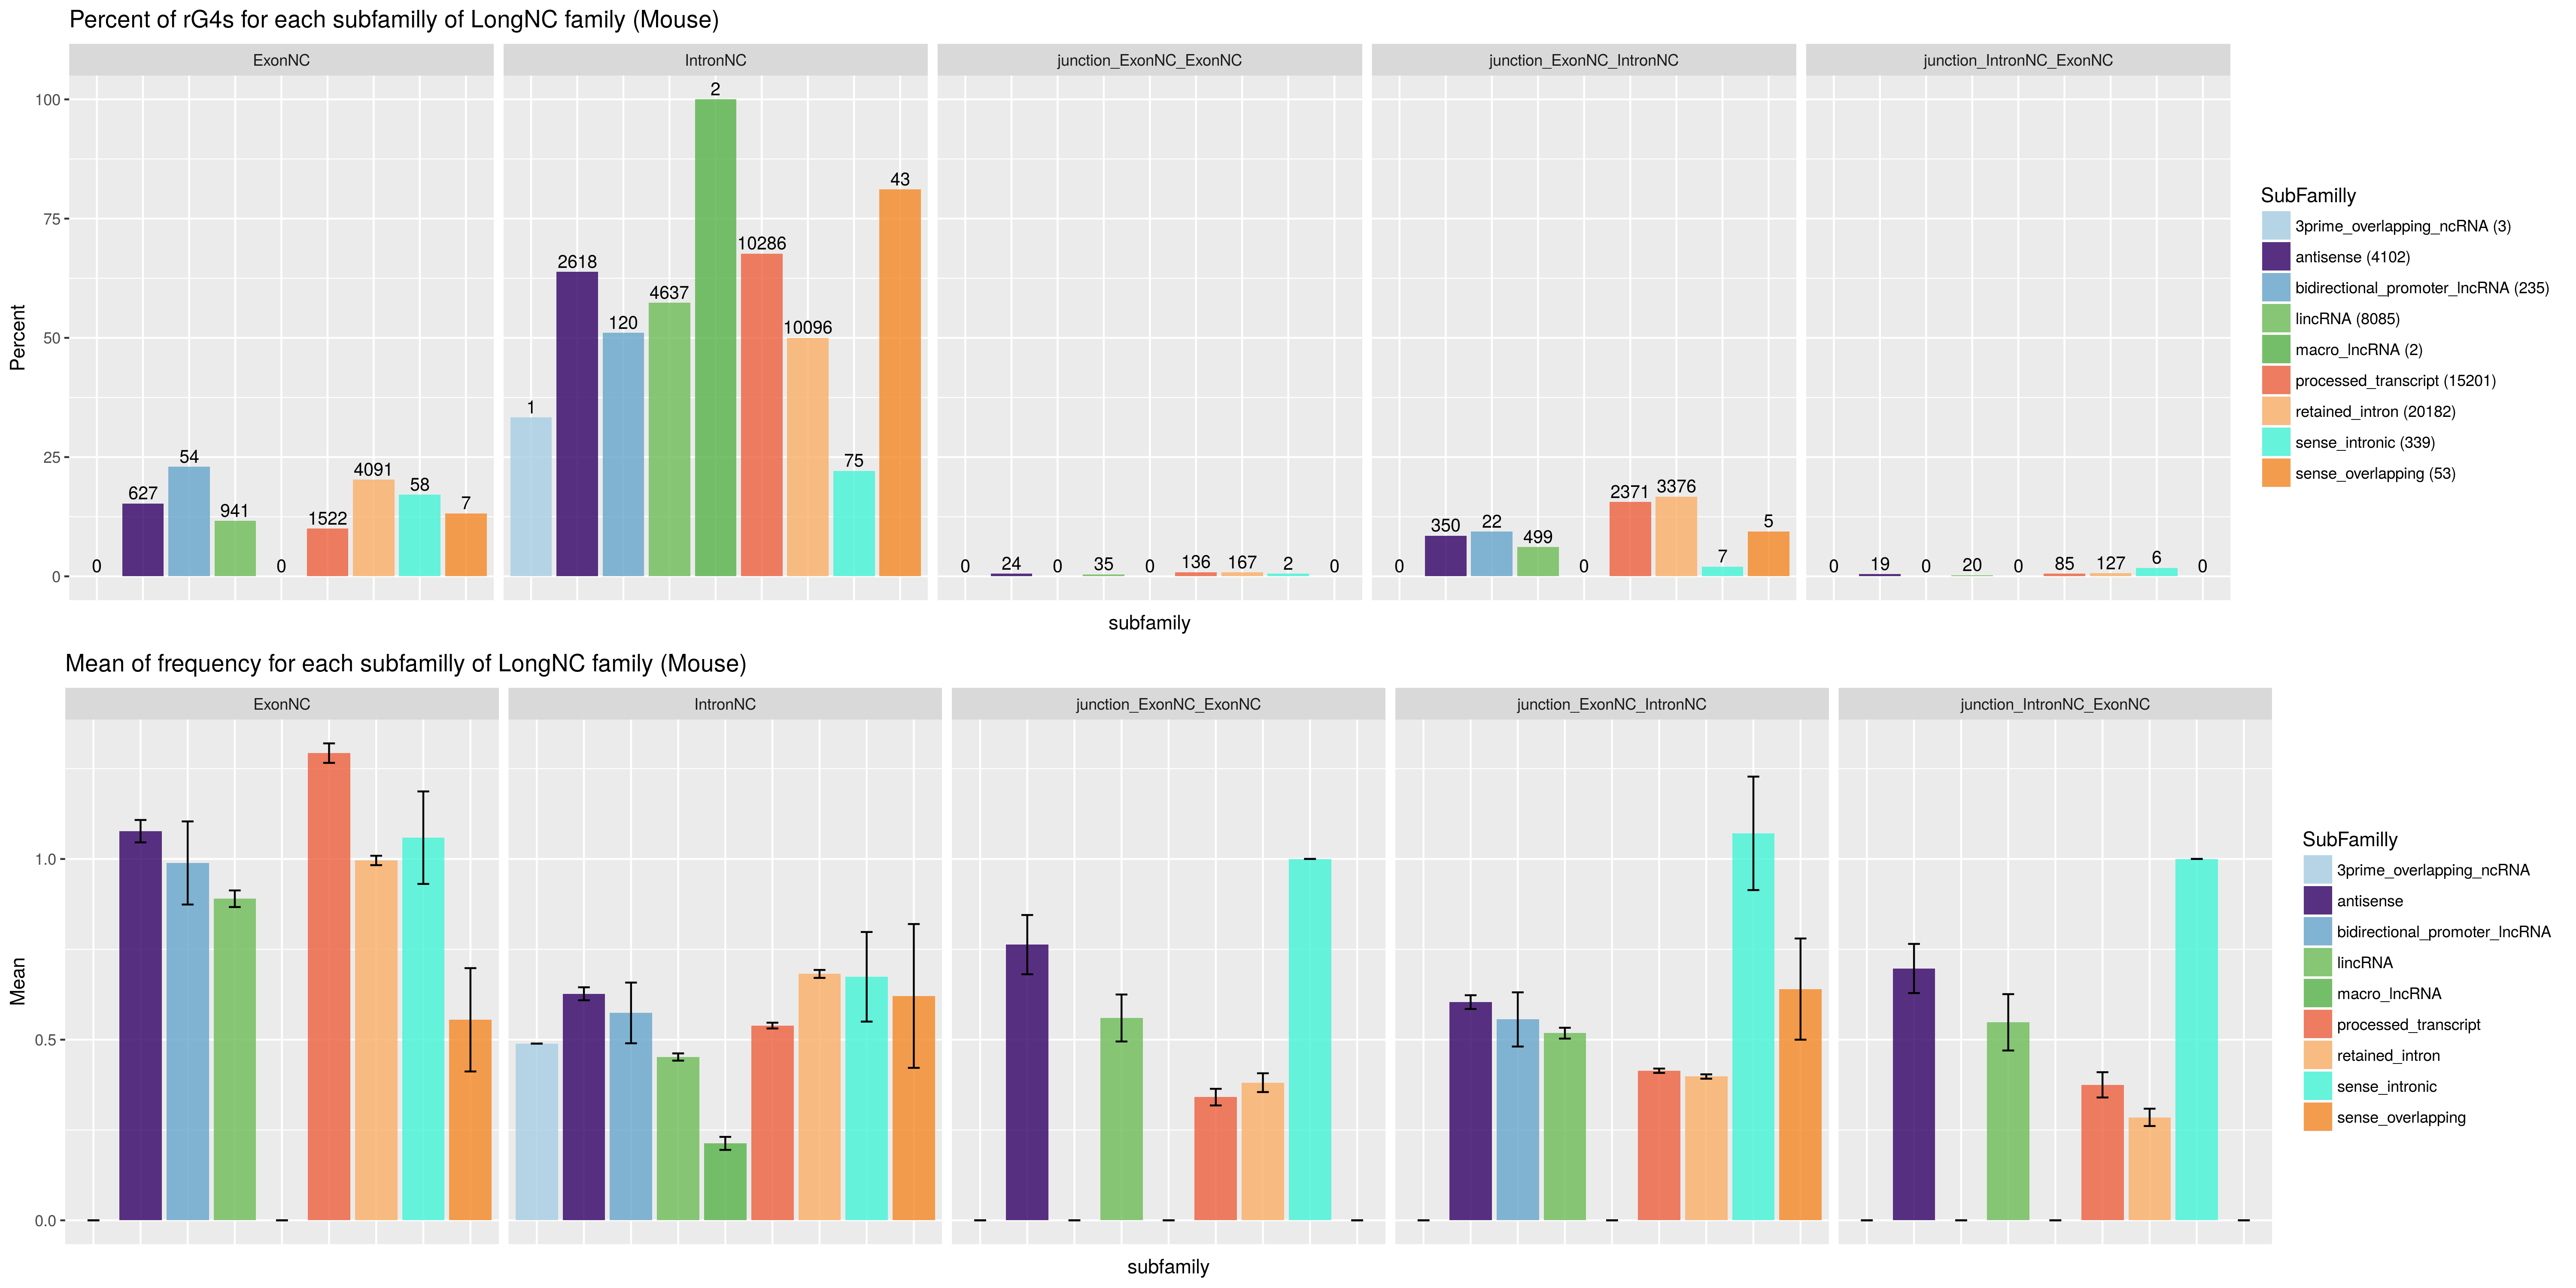 Percent of rG4s for each subfamilly of LongNC family (Mouse)
ExonNC
IntronNC
junction_ExonNC_ExonNC
junction_ExonNC_IntronNC
junction_IntronNC_ExonNC
Percent
100
75
50
25
0
0 627 54 941 0 1522 4091 58 7
1 2618 120 4637 2 10286 10096 75 43
0 24 0 35 0 136 167 2 0
0 350 22 499 0 2371 3376 7 5
0 19 0 20 0 85 127 6 0
subfamily
SubFamilly
3prime_overlapping_ncRNA (3)
antisense (4102)
bidirectional_promoter_lncRNA (235)
lincRNA (8085)
macro_lncRNA (2)
processed_transcript (15201)
retained_intron (20182)
sense_intronic (339)
sense_overlapping (53)
Mean of frequency for each subfamilly of LongNC family (Mouse)
ExonNC
IntronNC
junction_ExonNC_ExonNC
junction_ExonNC_IntronNC
junction_IntronNC_ExonNC
Mean
1.0
0.5
0.0
subfamily
SubFamilly
3prime_overlapping_ncRNA
antisense
bidirectional_promoter_lncRNA
lincRNA
macro_lncRNA
processed_transcript
retained_intron
sense_intronic
sense_overlapping